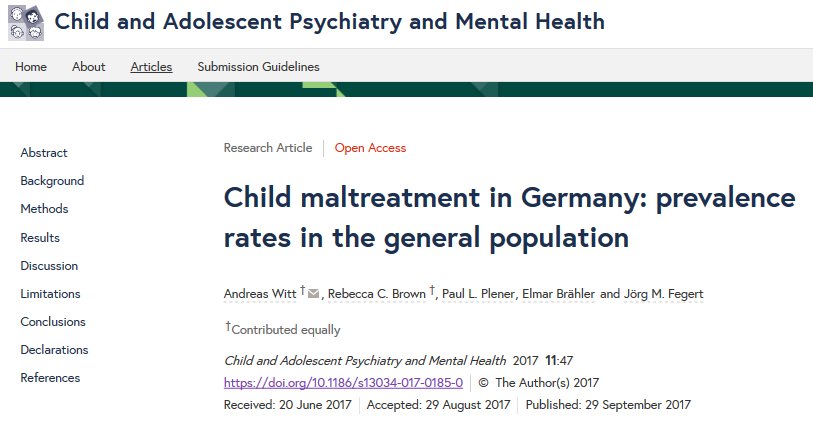 Child and Adolescent Psychiatry and Mental Health
Home About Articles Submission Guidelines
Abstract
Background
Methods
Results
Discussion
Limitations
Conclusions
Declarations
References
Research Article | Open Access
Child maltreatment in Germany: prevalence
rates in the general population
Andreas Witt †, Rebecca C. Brown †, Paul L. Plener, Elmar Brähler and Jörg M. Fegert
†Contributed equally
Child and Adolescent Psychiatry and Mental Health 2017 11:47
https://doi.org/10.1186/s13034-017-0185-0 | © The Author(s) 2017
Received: 20 June 2017 | Accepted: 29 August 2017 | Published: 29 September 2017